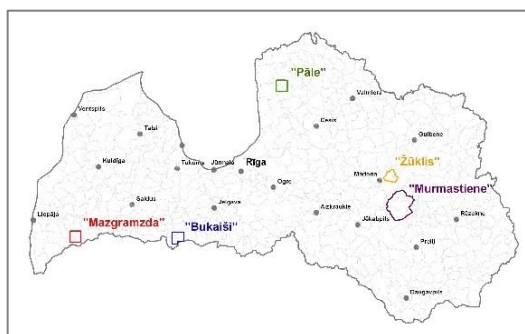 "Pāle"
Valmiera
Ventspils
Cēsis
Talsi
Gulbene
"Žūklis"
Kuldīga
Tukums
Jūrmala
Rīga
Madona
Ogre
"Murmastiene"
Saldus
Jelgava
Liepāja
Aizkraukle
Jēkabpils
Rēzekne
"Mazgramzda"
"Bukaiši"
Preiļi
Daugavpils